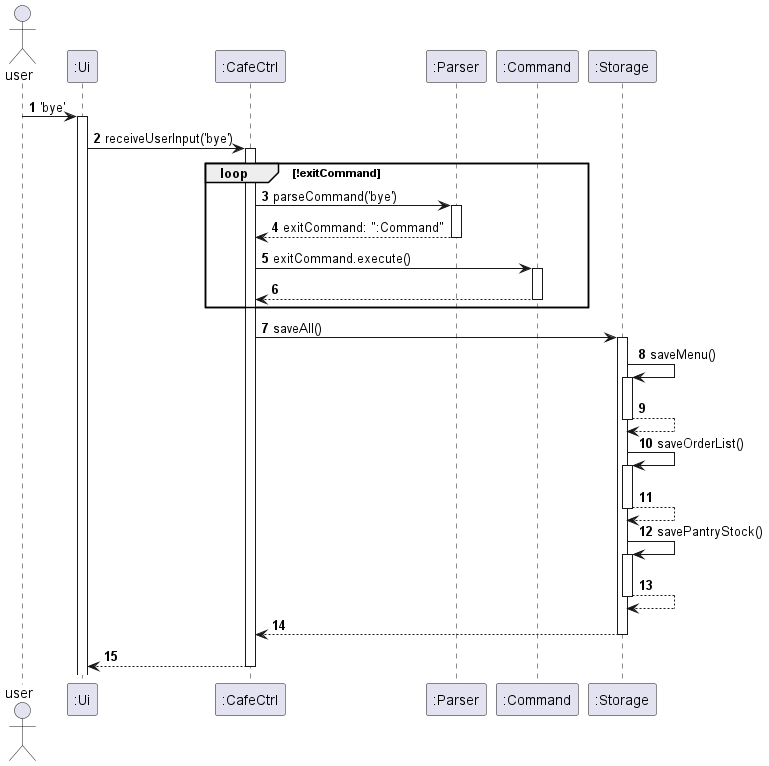 user
:Ui
:CafeCtrl
:Parser
:Command
:Storage
1 'bye'
2 receiveUserInput('bye')
loop [!exitCommand]
3 parseCommand('bye')
4 exitCommand: ":Command"
5 exitCommand.execute()
6
7 saveAll()
8 saveMenu()
9
10 saveOrderList()
11
12 savePantryStock()
13
14
15
user
:Ui
:CafeCtrl
:Parser
:Command
:Storage